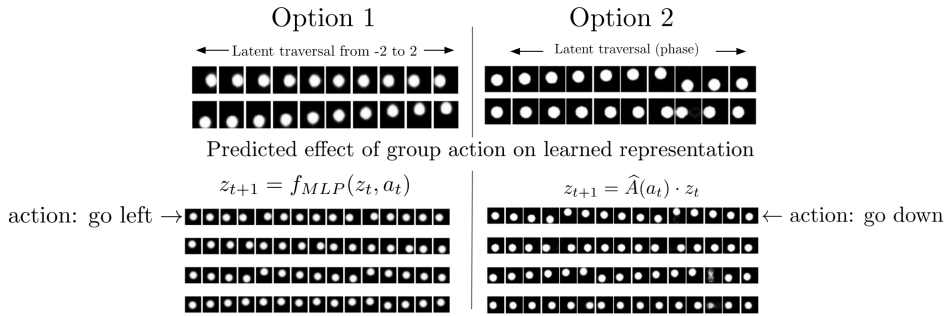 Option 1
Option 2
Latent traversal from -2 to 2
Latent traversal (phase)
Predicted effect of group action on learned representation
$z_{t+1} = f_{MLP}(z_t, a_t)$
$z_{t+1} = \widehat{A}(a_t) \cdot z_t$
action: go left →
← action: go down